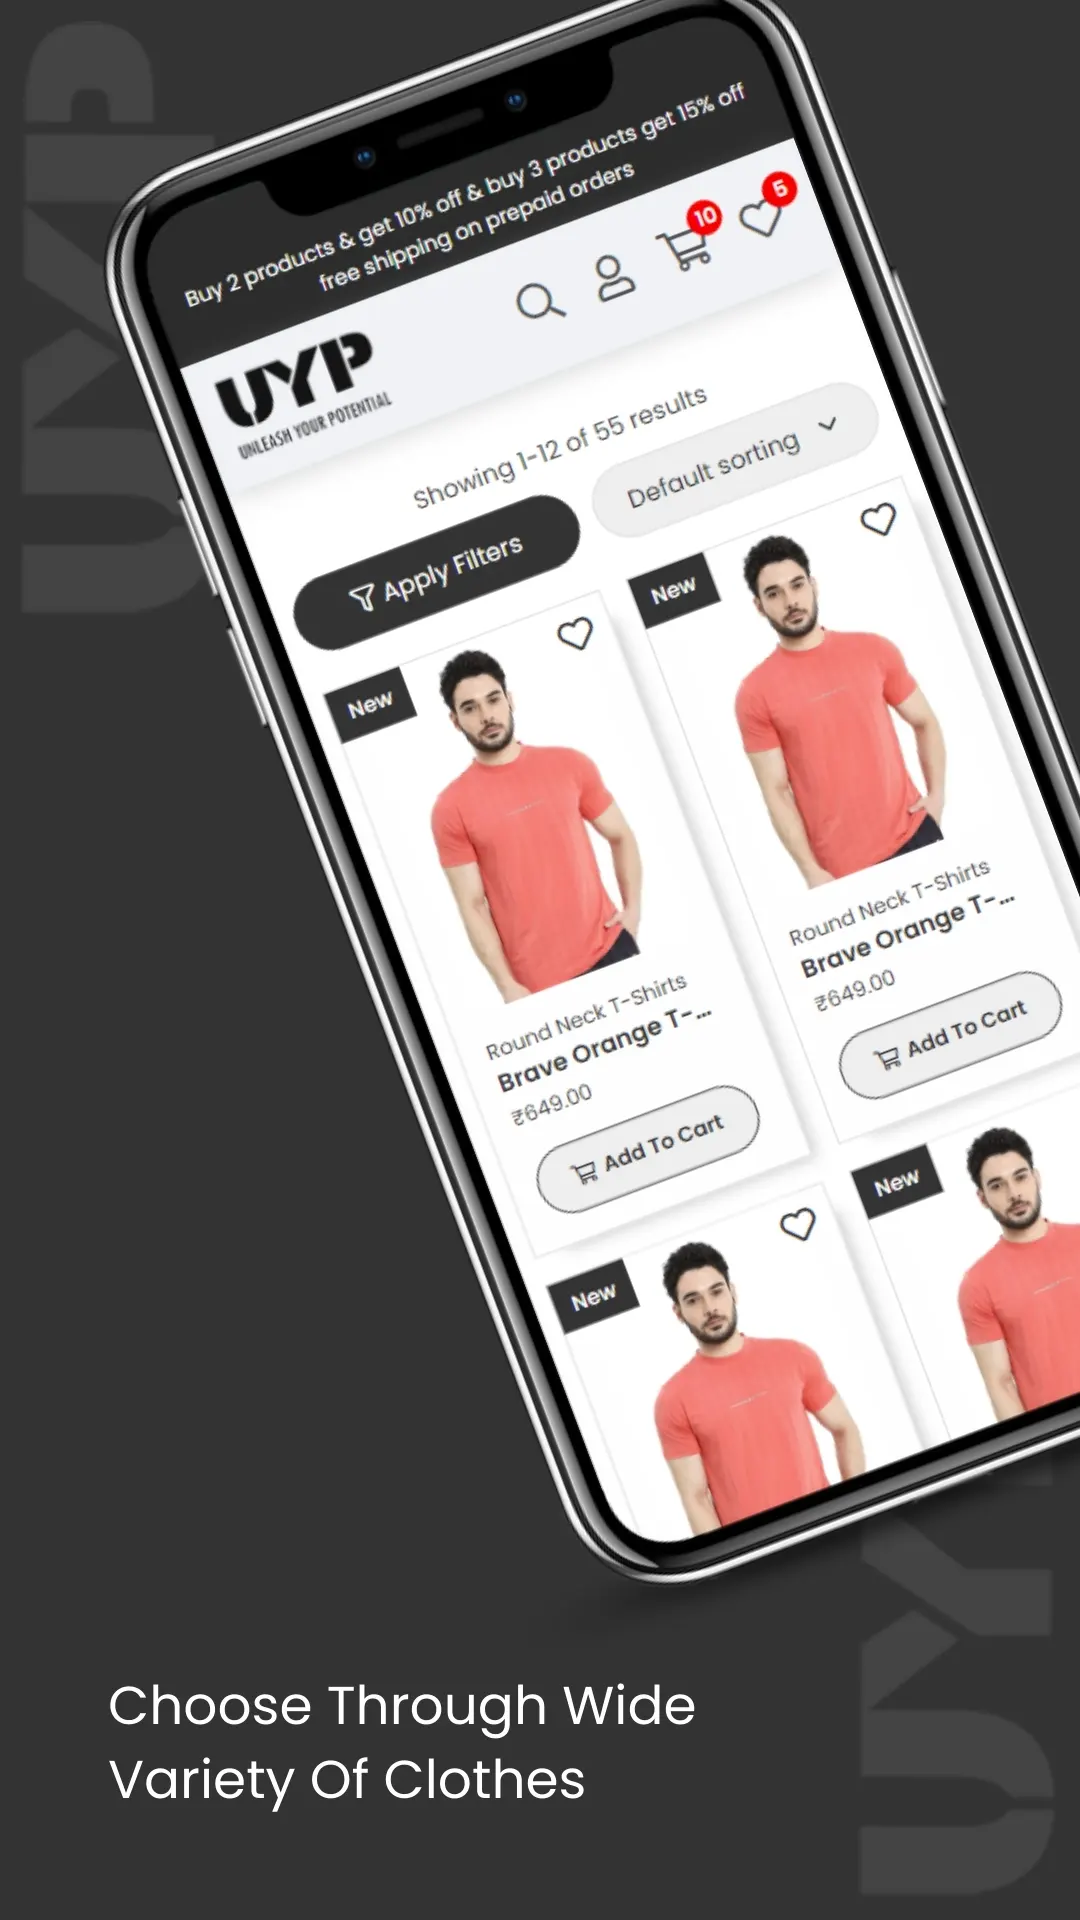 UYP
Buy 2 products & get 10% off & buy 3 products get 15% off
free shipping on prepaid orders
10
5
UYP
UNLEASH YOUR POTENTIAL
Showing 1-12 of 55 results
Apply Filters
Default sorting
New
New
Round Neck T-Shirts
Brave Orange T-...
₹649.00
Add To Cart
Round Neck T-Shirts
Brave Orange T-...
₹649.00
Add To Cart
New
New
Choose Through Wide
Variety Of Clothes
UYP